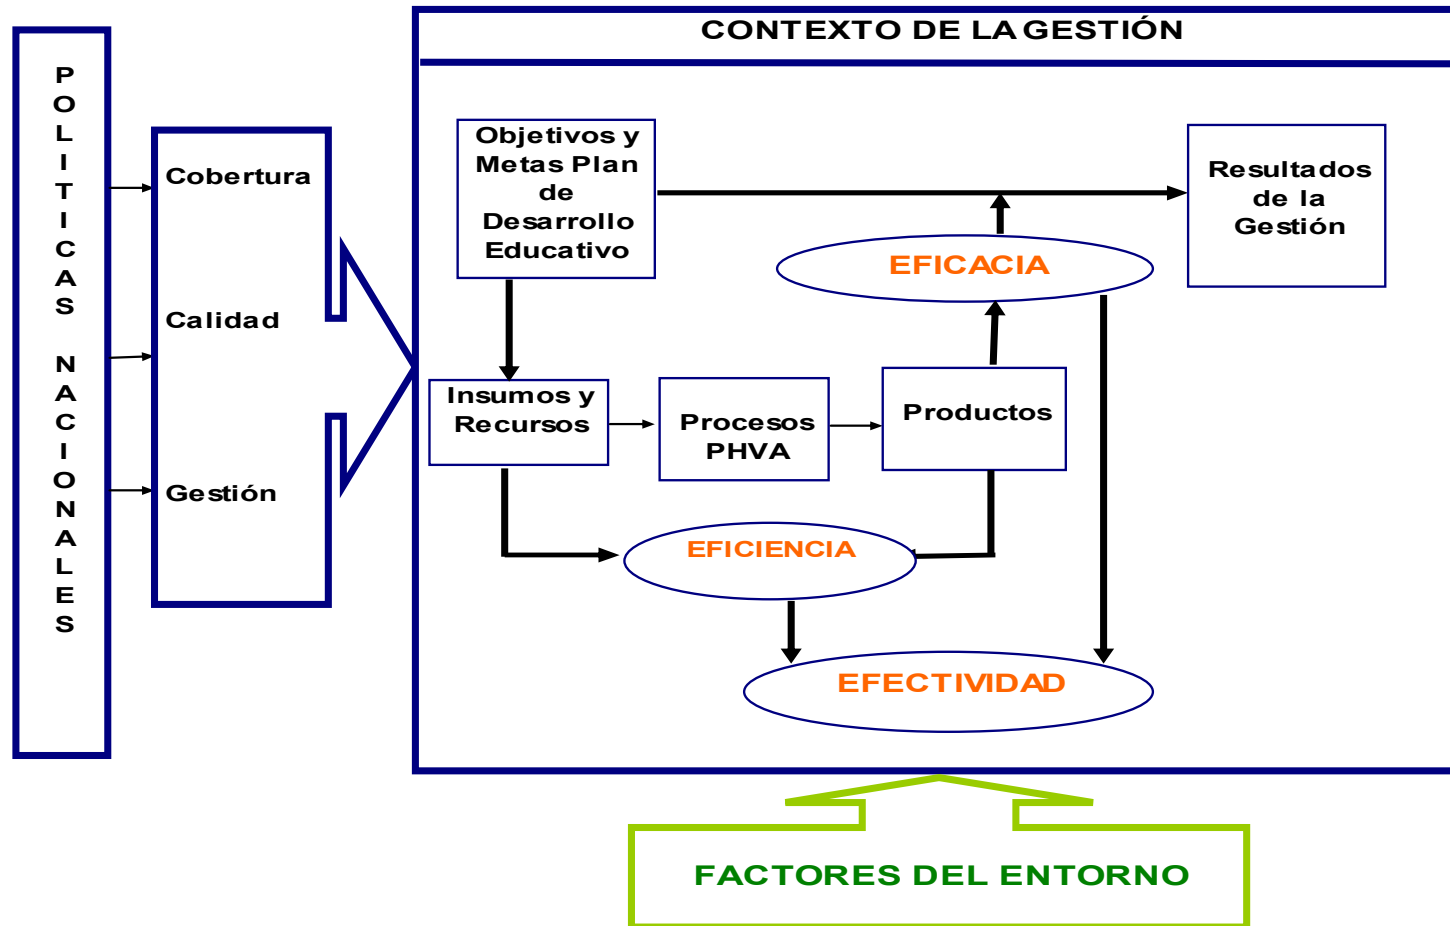 CONTEXTO DE LA GESTIÓN
POLITICAS NACIONALES
Cobertura
Calidad
Gestión
Objetivos y
Metas Plan
de
Desarrollo
Educativo
Resultados
de la
Gestión
EFICACIA
Insumos y
Recursos
Procesos
PHVA
Productos
EFICIENCIA
EFECTIVIDAD
FACTORES DEL ENTORNO